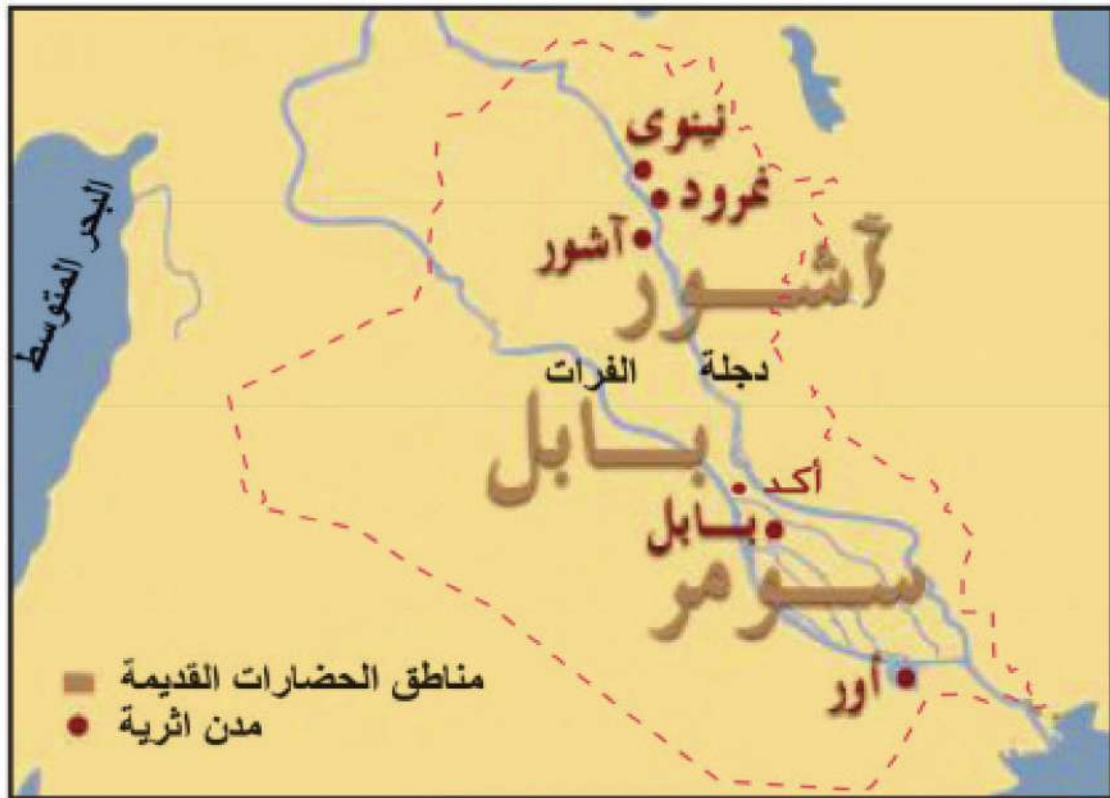 نينوى
نمرود
آشور
آشور
البحر المتوسط
دجلة
الفرات
بابل
أكد
بابل
سومر
أور
مناطق الحضارات القديمة
مدن اثرية